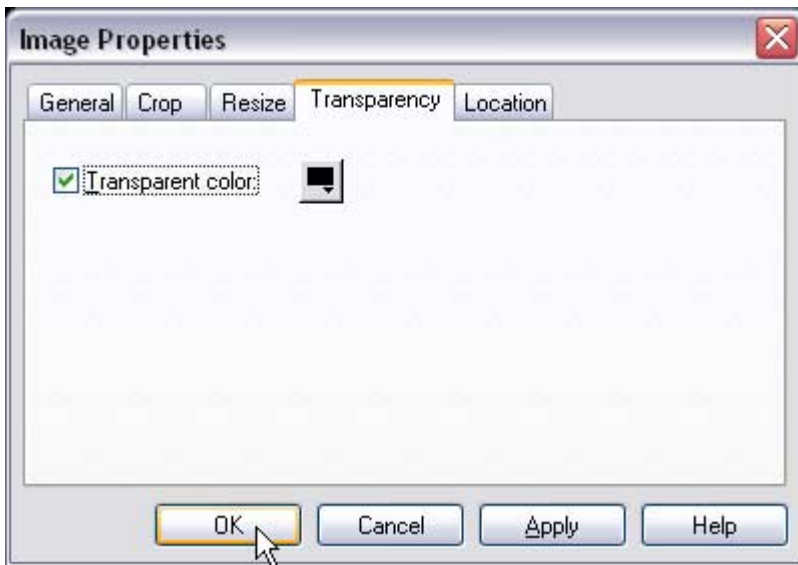 Image Properties
General Crop Resize Transparency Location
Transparent color:
OK Cancel Apply Help